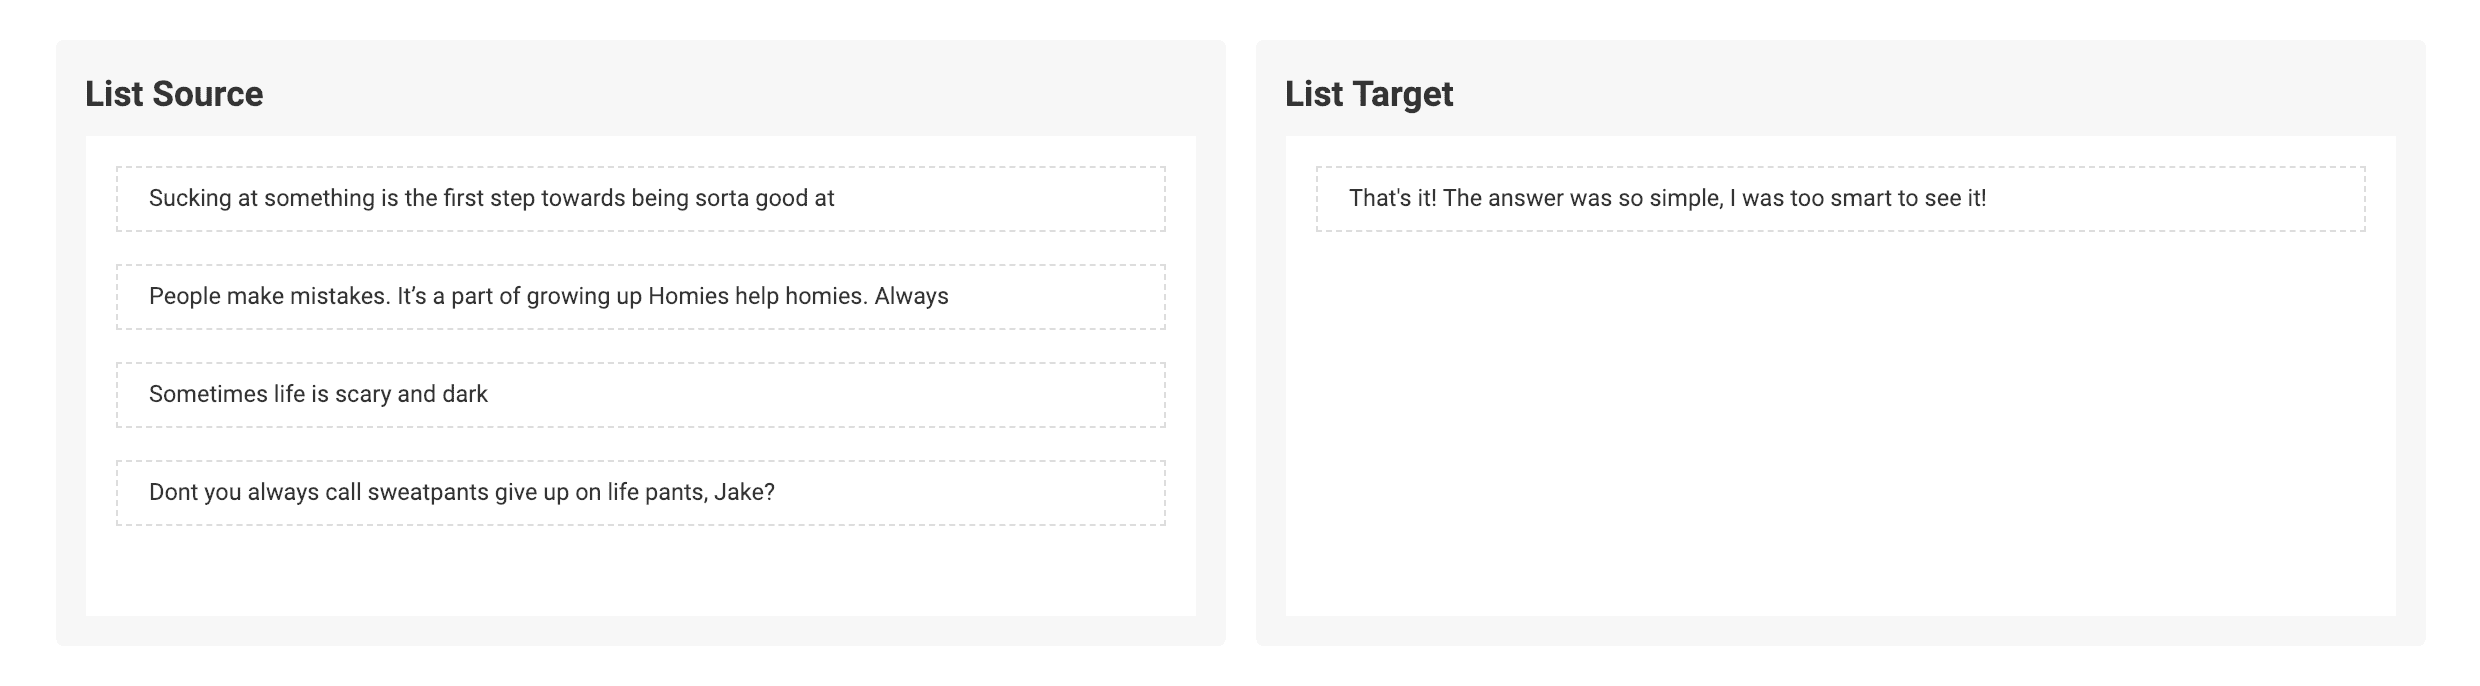 List Source
Sucking at something is the first step towards being sorta good at
People make mistakes. It’s a part of growing up Homies help homies. Always
Sometimes life is scary and dark
Dont you always call sweatpants give up on life pants, Jake?
List Target
That's it! The answer was so simple, I was too smart to see it!